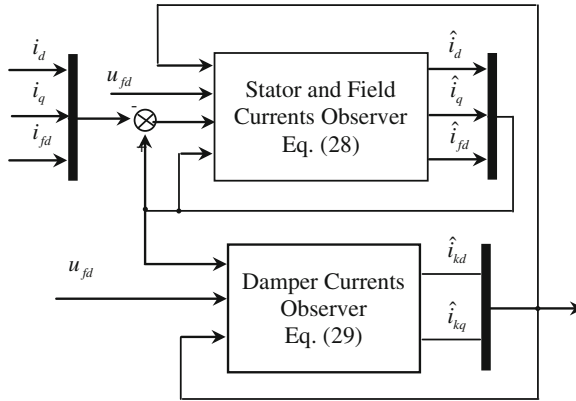 i_d
i_q
i_fd
u_fd
-
+
Stator and Field
Currents Observer
Eq. (28)
î_d
î_q
î_fd
u_fd
Damper Currents
Observer
Eq. (29)
î_kd
î_kq